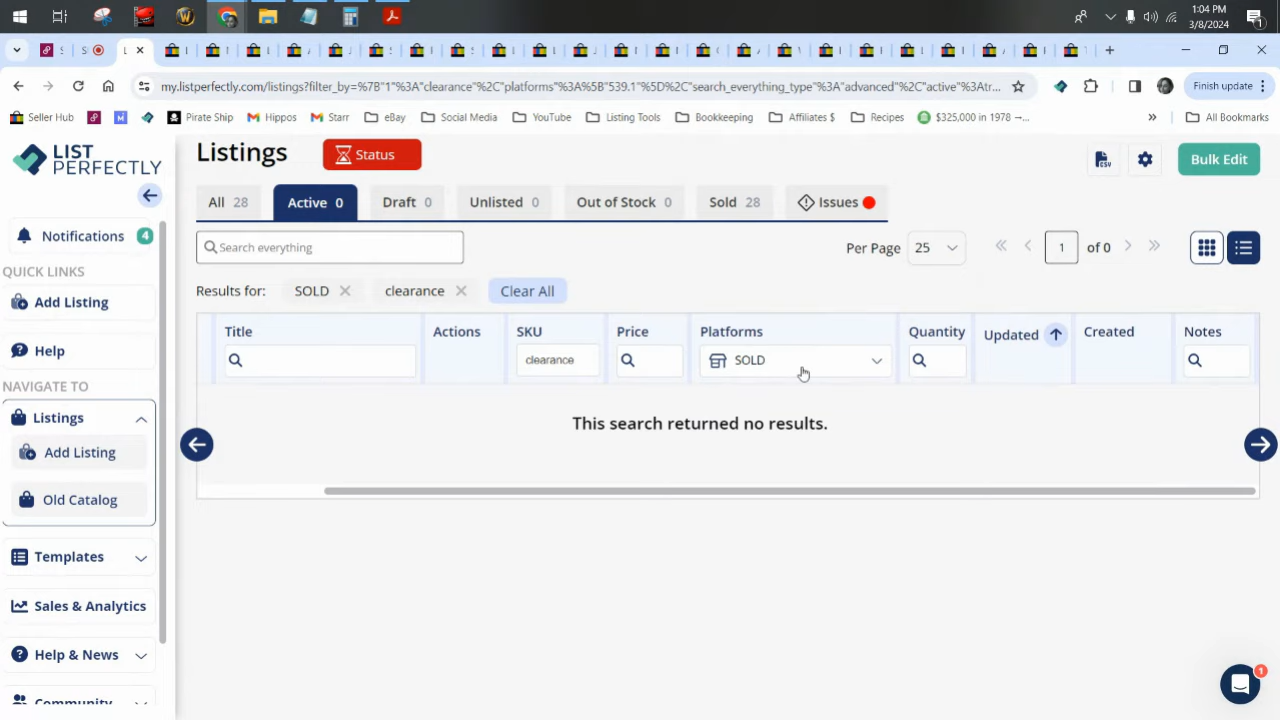 1:04 PM
3/8/2024
my.listperfectly.com/listings?filter_by=%7B"1"%3A"clearance"%2C"platforms"%3A%5B"539.1"%5D%2C"search_everything_type"%3A"advanced"%2C"active"%3Atr...
Finish update
Seller Hub
Pirate Ship
Hippos
Starr
eBay
Social Media
YouTube
Listing Tools
Bookkeeping
Affiliates $
Recipes
$325,000 in 1978 →...
All Bookmarks
LIST
PERFECTLY
Listings
Status
CSV
Bulk Edit
All 28
Active 0
Draft 0
Unlisted 0
Out of Stock 0
Sold 28
Issues
Notifications 4
Search everything
Per Page 25
1 of 0
QUICK LINKS
Add Listing
Results for: SOLD clearance Clear All
Title Actions SKU Price Platforms Quantity Updated Created Notes
clearance
SOLD
Help
NAVIGATE TO
Listings
This search returned no results.
Add Listing
Old Catalog
Templates
Sales & Analytics
Help & News
Community
1